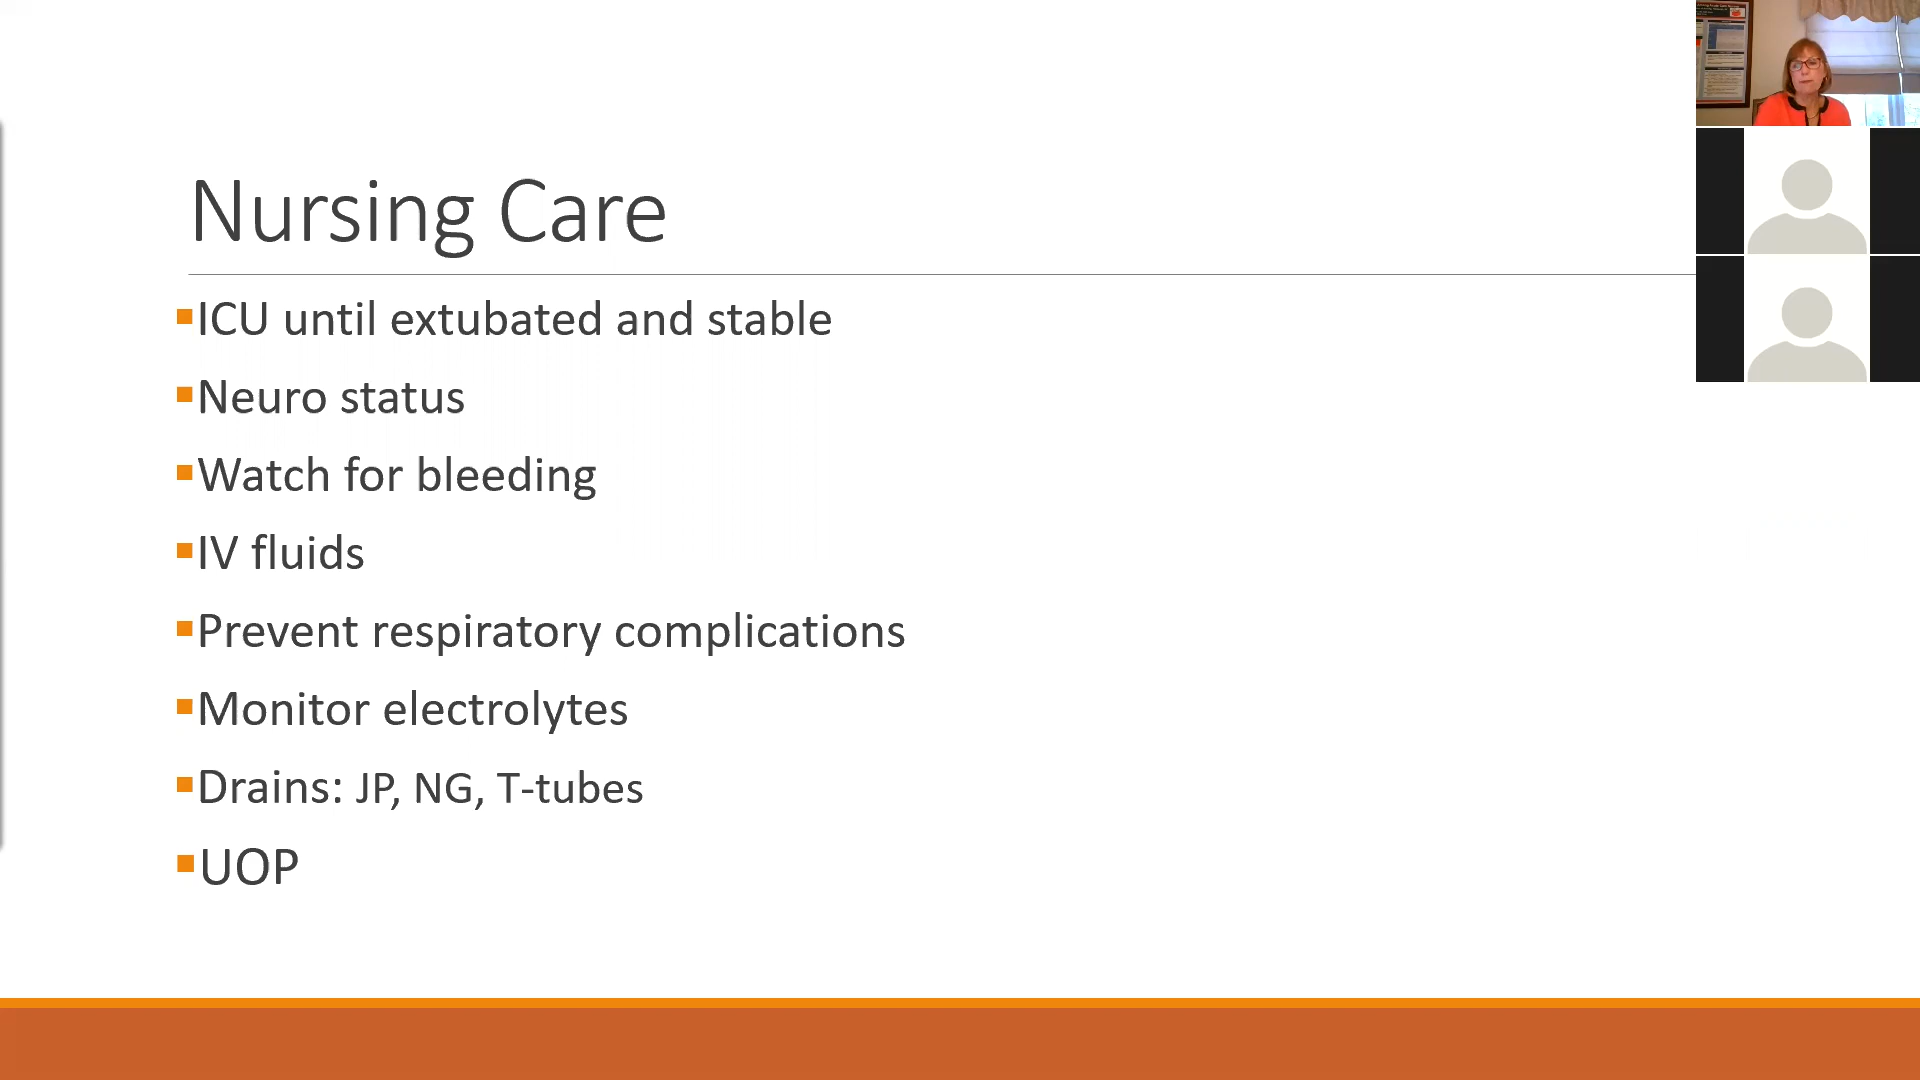 Nursing Care
ICU until extubated and stable
Neuro status
Watch for bleeding
IV fluids
Prevent respiratory complications
Monitor electrolytes
Drains: JP, NG, T-tubes
UOP